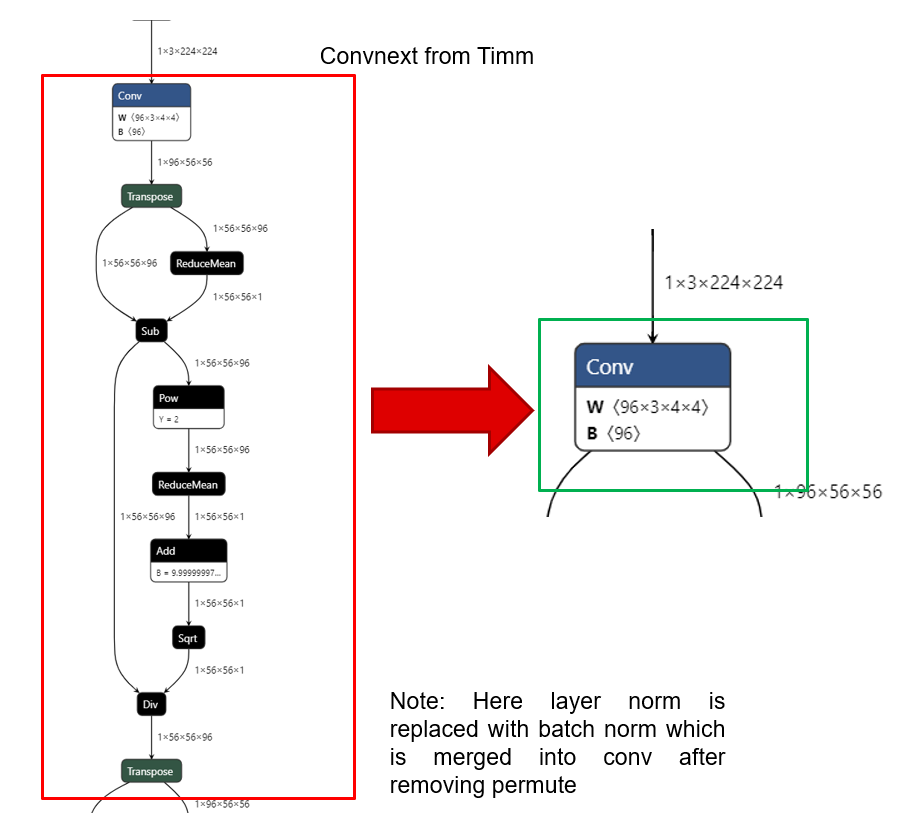 Convnext from Timm
1×3×224×224
Conv
W ⟨96×3×4×4⟩
B ⟨96⟩
1×96×56×56
Transpose
1×56×56×96
1×56×56×96
ReduceMean
1×56×56×1
Sub
1×56×56×96
Pow
Y = 2
1×56×56×96
ReduceMean
1×56×56×96 1×56×56×1
Add
B = 9.99999997...
1×56×56×1
Sqrt
1×56×56×1
Div
1×56×56×96
Transpose
1×96×56×56
1×3×224×224
Conv
W ⟨96×3×4×4⟩
B ⟨96⟩
1×96×56×56
Note: Here layer norm is
replaced with batch norm which
is merged into conv after
removing permute